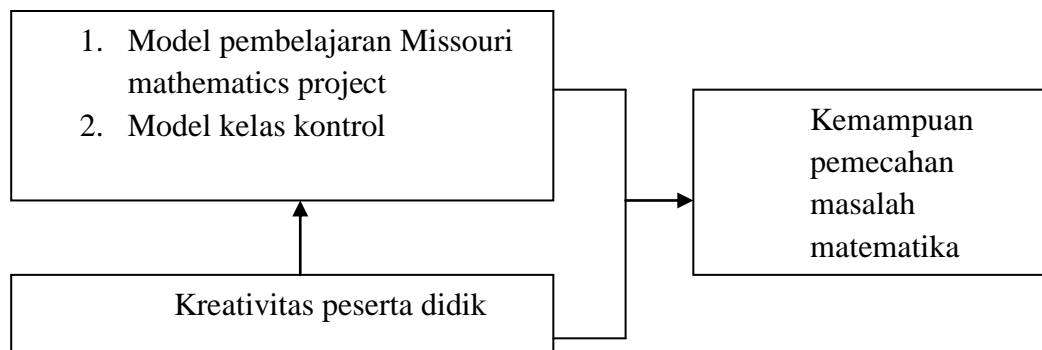 1. Model pembelajaran Missouri
mathematics project
2. Model kelas kontrol
Kemampuan
pemecahan
masalah
matematika
Kreativitas peserta didik